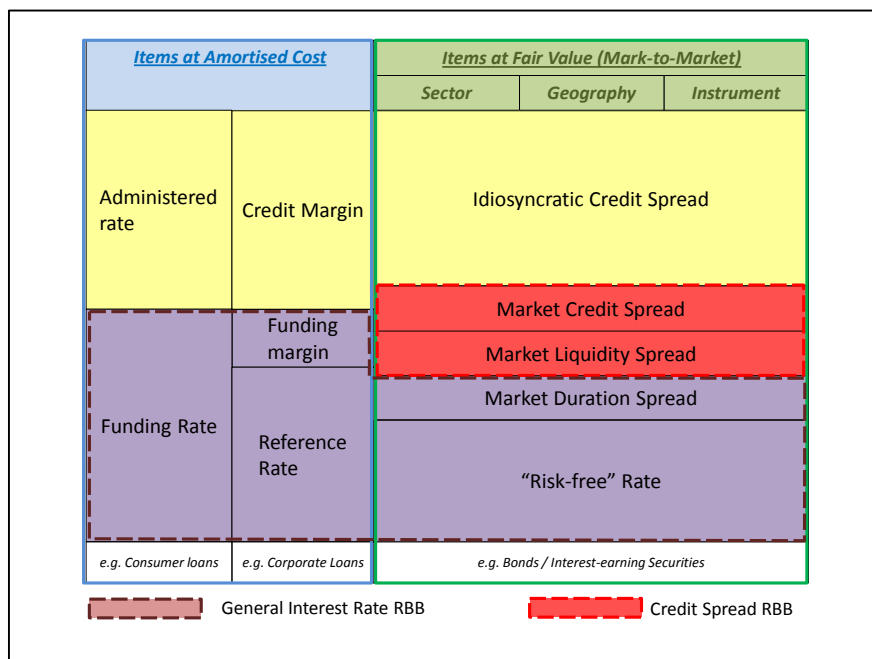 Items at Amortised Cost
Items at Fair Value (Mark-to-Market)
Sector
Geography
Instrument
Administered
rate
Credit Margin
Idiosyncratic Credit Spread
Market Credit Spread
Funding
margin
Market Liquidity Spread
Market Duration Spread
Funding Rate
Reference
Rate
“Risk-free” Rate
e.g. Consumer loans
e.g. Corporate Loans
e.g. Bonds / Interest-earning Securities
General Interest Rate RBB
Credit Spread RBB